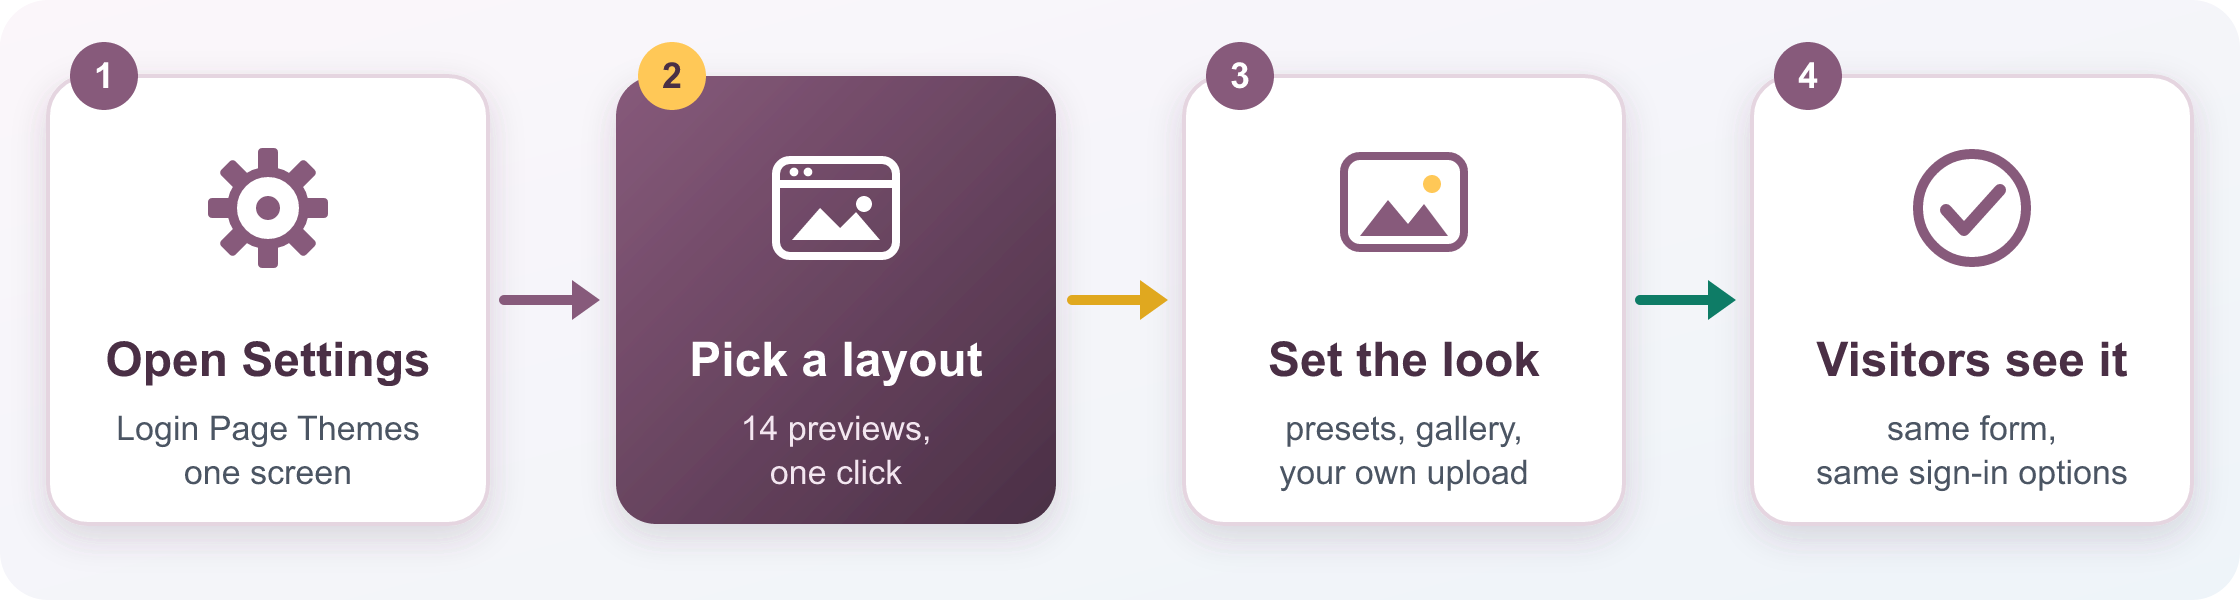 1
Open Settings
Login Page Themes
one screen
2
Pick a layout
14 previews,
one click
3
Set the look
presets, gallery,
your own upload
4
Visitors see it
same form,
same sign-in options